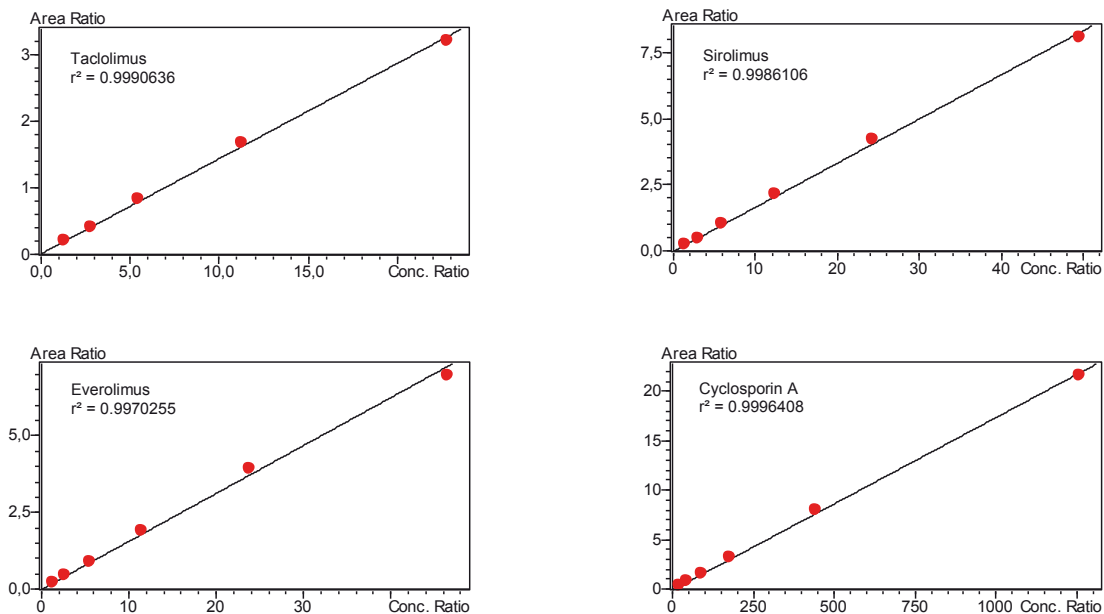 Area Ratio
Taclolimus
r² = 0.9990636
3
2
1
0
0,0 5,0 10,0 15,0 Conc. Ratio
Area Ratio
Sirolimus
r² = 0.9986106
7,5
5,0
2,5
0,0
0 10 20 30 40 Conc. Ratio
Area Ratio
Everolimus
r² = 0.9970255
5,0
2,5
0,0
0 10 20 30 Conc. Ratio
Area Ratio
Cyclosporin A
r² = 0.9996408
20
15
10
5
0
0 250 500 750 1000 Conc. Ratio